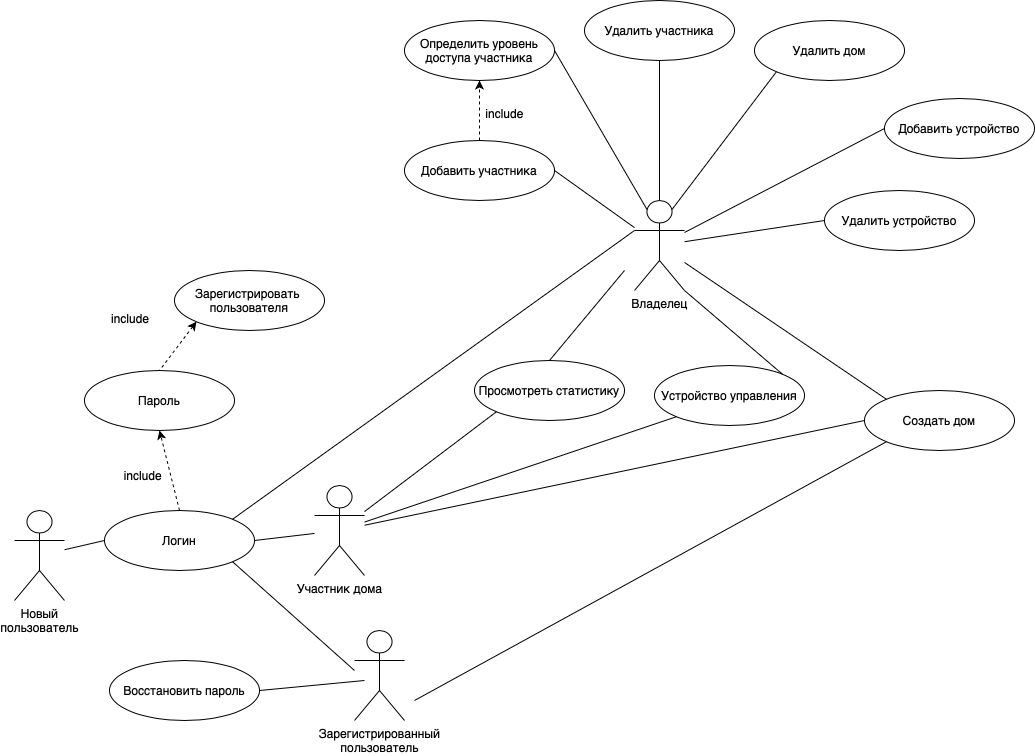 Удалить участника
Определить уровень
доступа участника
Удалить дом
include
Добавить устройство
Добавить участника
Удалить устройство
Владелец
Зарегистрировать
пользователя
include
Просмотреть статистику
Устройство управления
Пароль
Создать дом
include
Логин
Участник дома
Новый
пользователь
Восстановить пароль
Зарегистрированный
пользователь